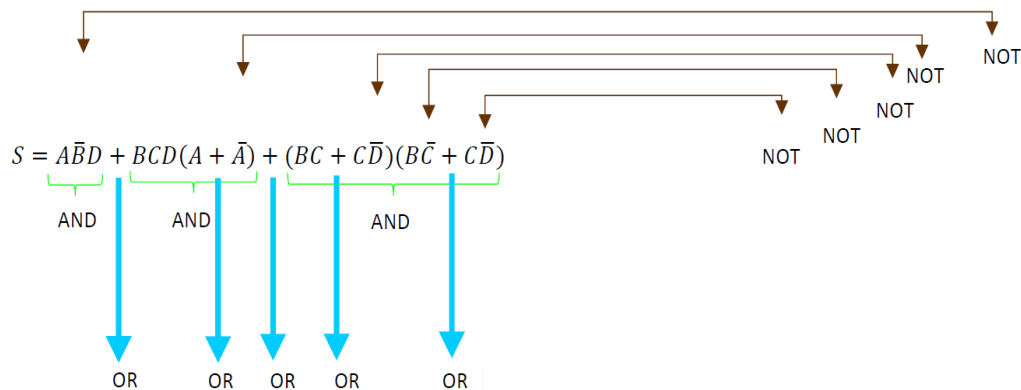 NOT
NOT
NOT
NOT
NOT
S = AB̄D + BCD(A + Ā) + (BC + CD̄)(BC̄ + CD̄)
AND AND AND
OR OR OR OR OR